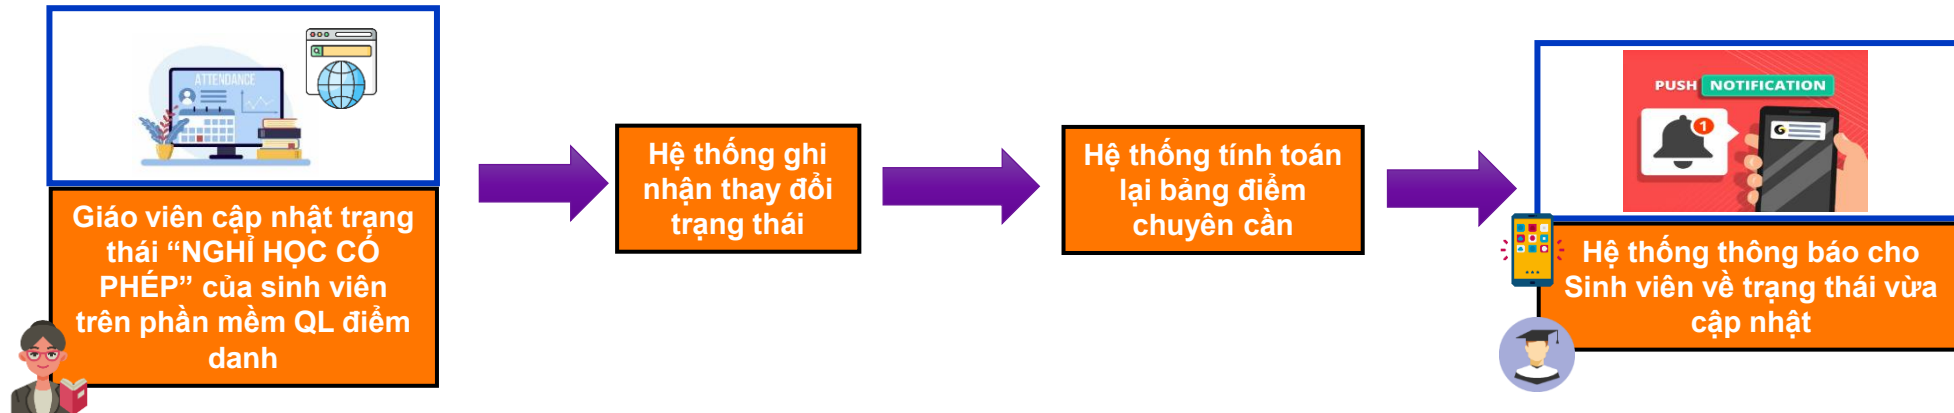 ATTENDANCE
Giáo viên cập nhật trạng
thái “NGHỈ HỌC CÓ
PHÉP” của sinh viên
trên phần mềm QL điểm
danh
Hệ thống ghi
nhận thay đổi
trạng thái
Hệ thống tính toán
lại bảng điểm
chuyên cần
PUSH NOTIFICATION
1
G
Hệ thống thông báo cho
Sinh viên về trạng thái vừa
cập nhật